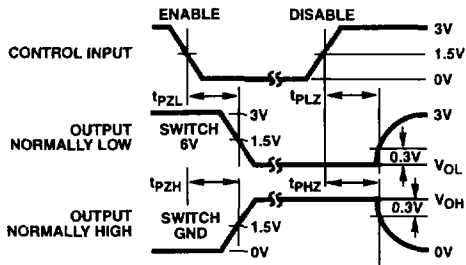 ENABLE DISABLE
3V
CONTROL INPUT 1.5V
0V
tPZL tPLZ
3V 3V
OUTPUT NORMALLY LOW
SWITCH 6V
1.5V
0.3V
VOL
tPZH tPHZ
VOH
0.3V
OUTPUT NORMALLY HIGH
SWITCH GND
1.5V
0V 0V